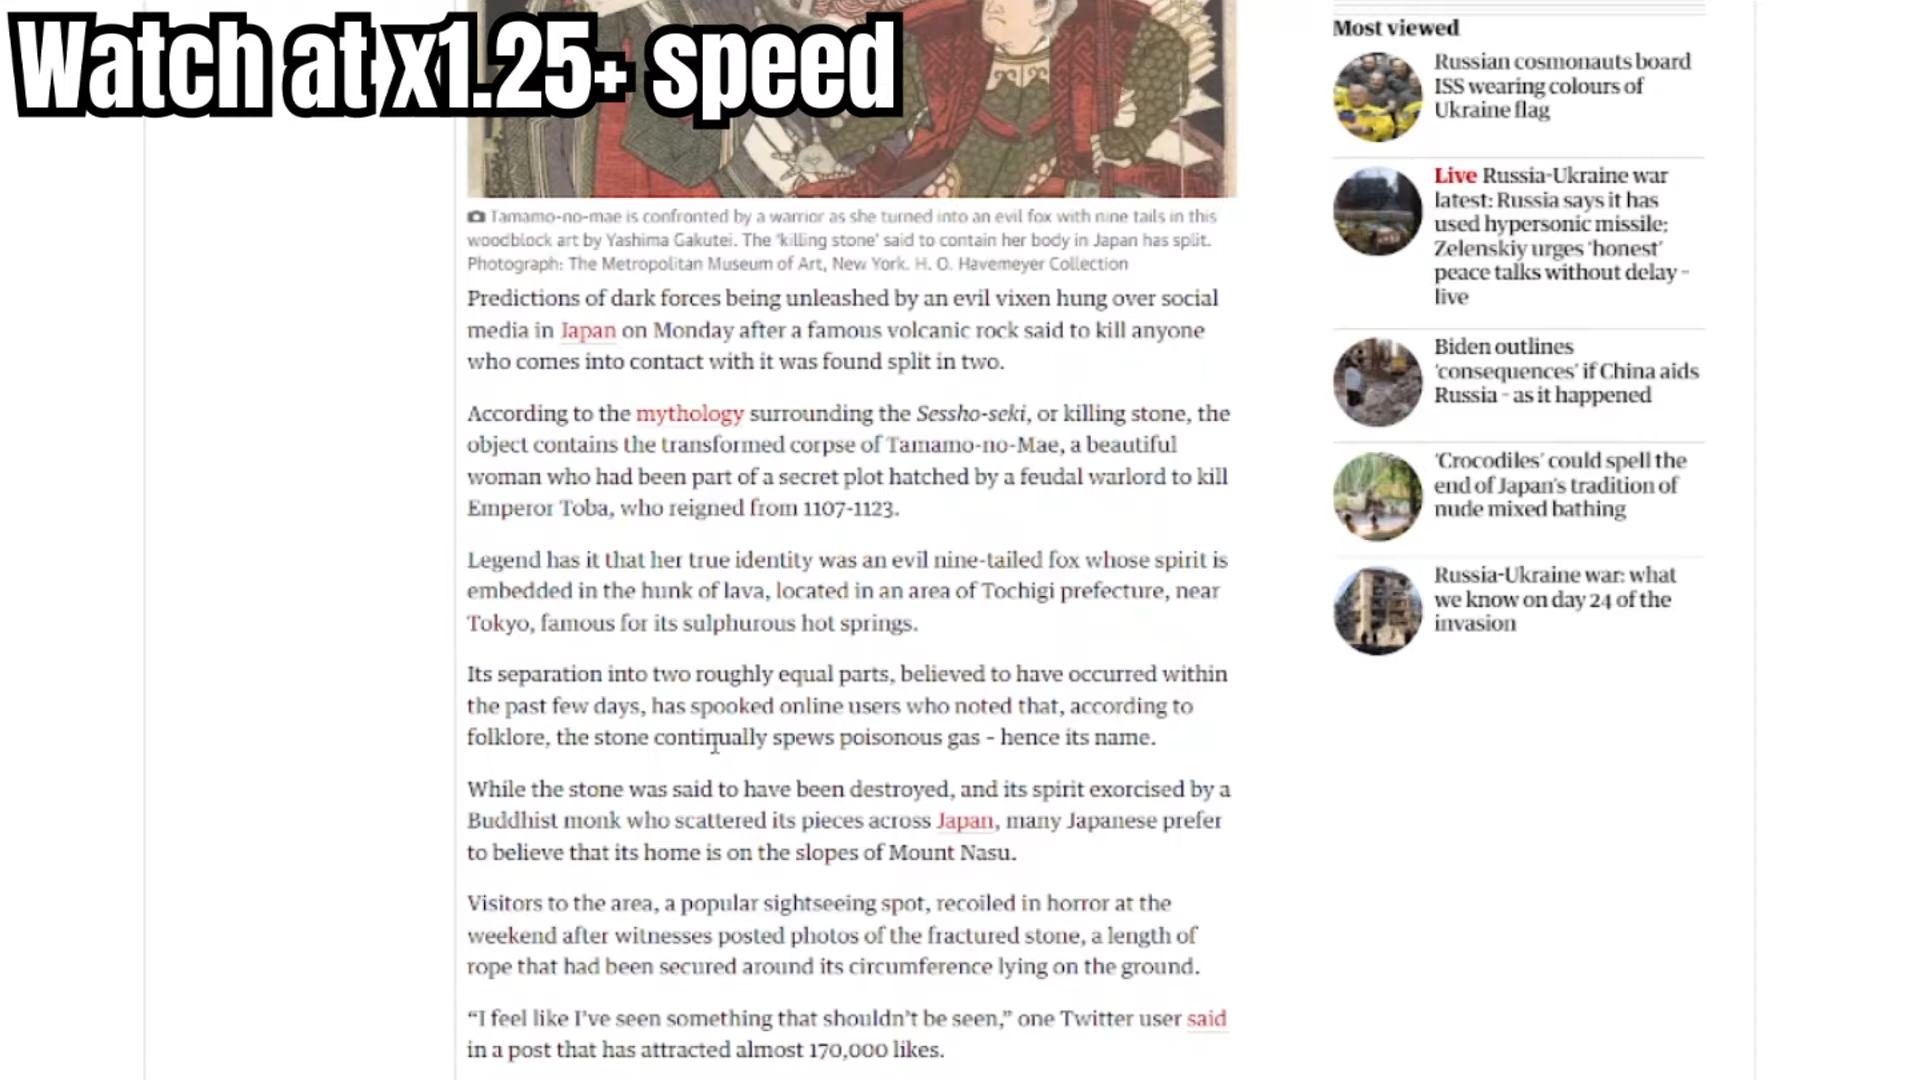 Watch at x1.25+ speed
Tamamo-no-mae is confronted by a warrior as she turned into an evil fox with nine tails in this
woodblock art by Yashima Gakutei. The 'killing stone' said to contain her body in Japan has split.
Photograph: The Metropolitan Museum of Art, New York. H. O. Havemeyer Collection
Predictions of dark forces being unleashed by an evil vixen hung over social
media in Japan on Monday after a famous volcanic rock said to kill anyone
who comes into contact with it was found split in two.
According to the mythology surrounding the Sessho-seki, or killing stone, the
object contains the transformed corpse of Tamamo-no-Mae, a beautiful
woman who had been part of a secret plot hatched by a feudal warlord to kill
Emperor Toba, who reigned from 1107-1123.
Legend has it that her true identity was an evil nine-tailed fox whose spirit is
embedded in the hunk of lava, located in an area of Tochigi prefecture, near
Tokyo, famous for its sulphurous hot springs.
Its separation into two roughly equal parts, believed to have occurred within
the past few days, has spooked online users who noted that, according to
folklore, the stone continually spews poisonous gas – hence its name.
While the stone was said to have been destroyed, and its spirit exorcised by a
Buddhist monk who scattered its pieces across Japan, many Japanese prefer
to believe that its home is on the slopes of Mount Nasu.
Visitors to the area, a popular sightseeing spot, recoiled in horror at the
weekend after witnesses posted photos of the fractured stone, a length of
rope that had been secured around its circumference lying on the ground.
“I feel like I’ve seen something that shouldn’t be seen,” one Twitter user said
in a post that has attracted almost 170,000 likes.
Most viewed
Russian cosmonauts board
ISS wearing colours of
Ukraine flag
Live Russia-Ukraine war
latest: Russia says it has
used hypersonic missile;
Zelenskiy urges ‘honest’
peace talks without delay –
live
Biden outlines
‘consequences’ if China aids
Russia – as it happened
‘Crocodiles’ could spell the
end of Japan’s tradition of
nude mixed bathing
Russia-Ukraine war: what
we know on day 24 of the
invasion